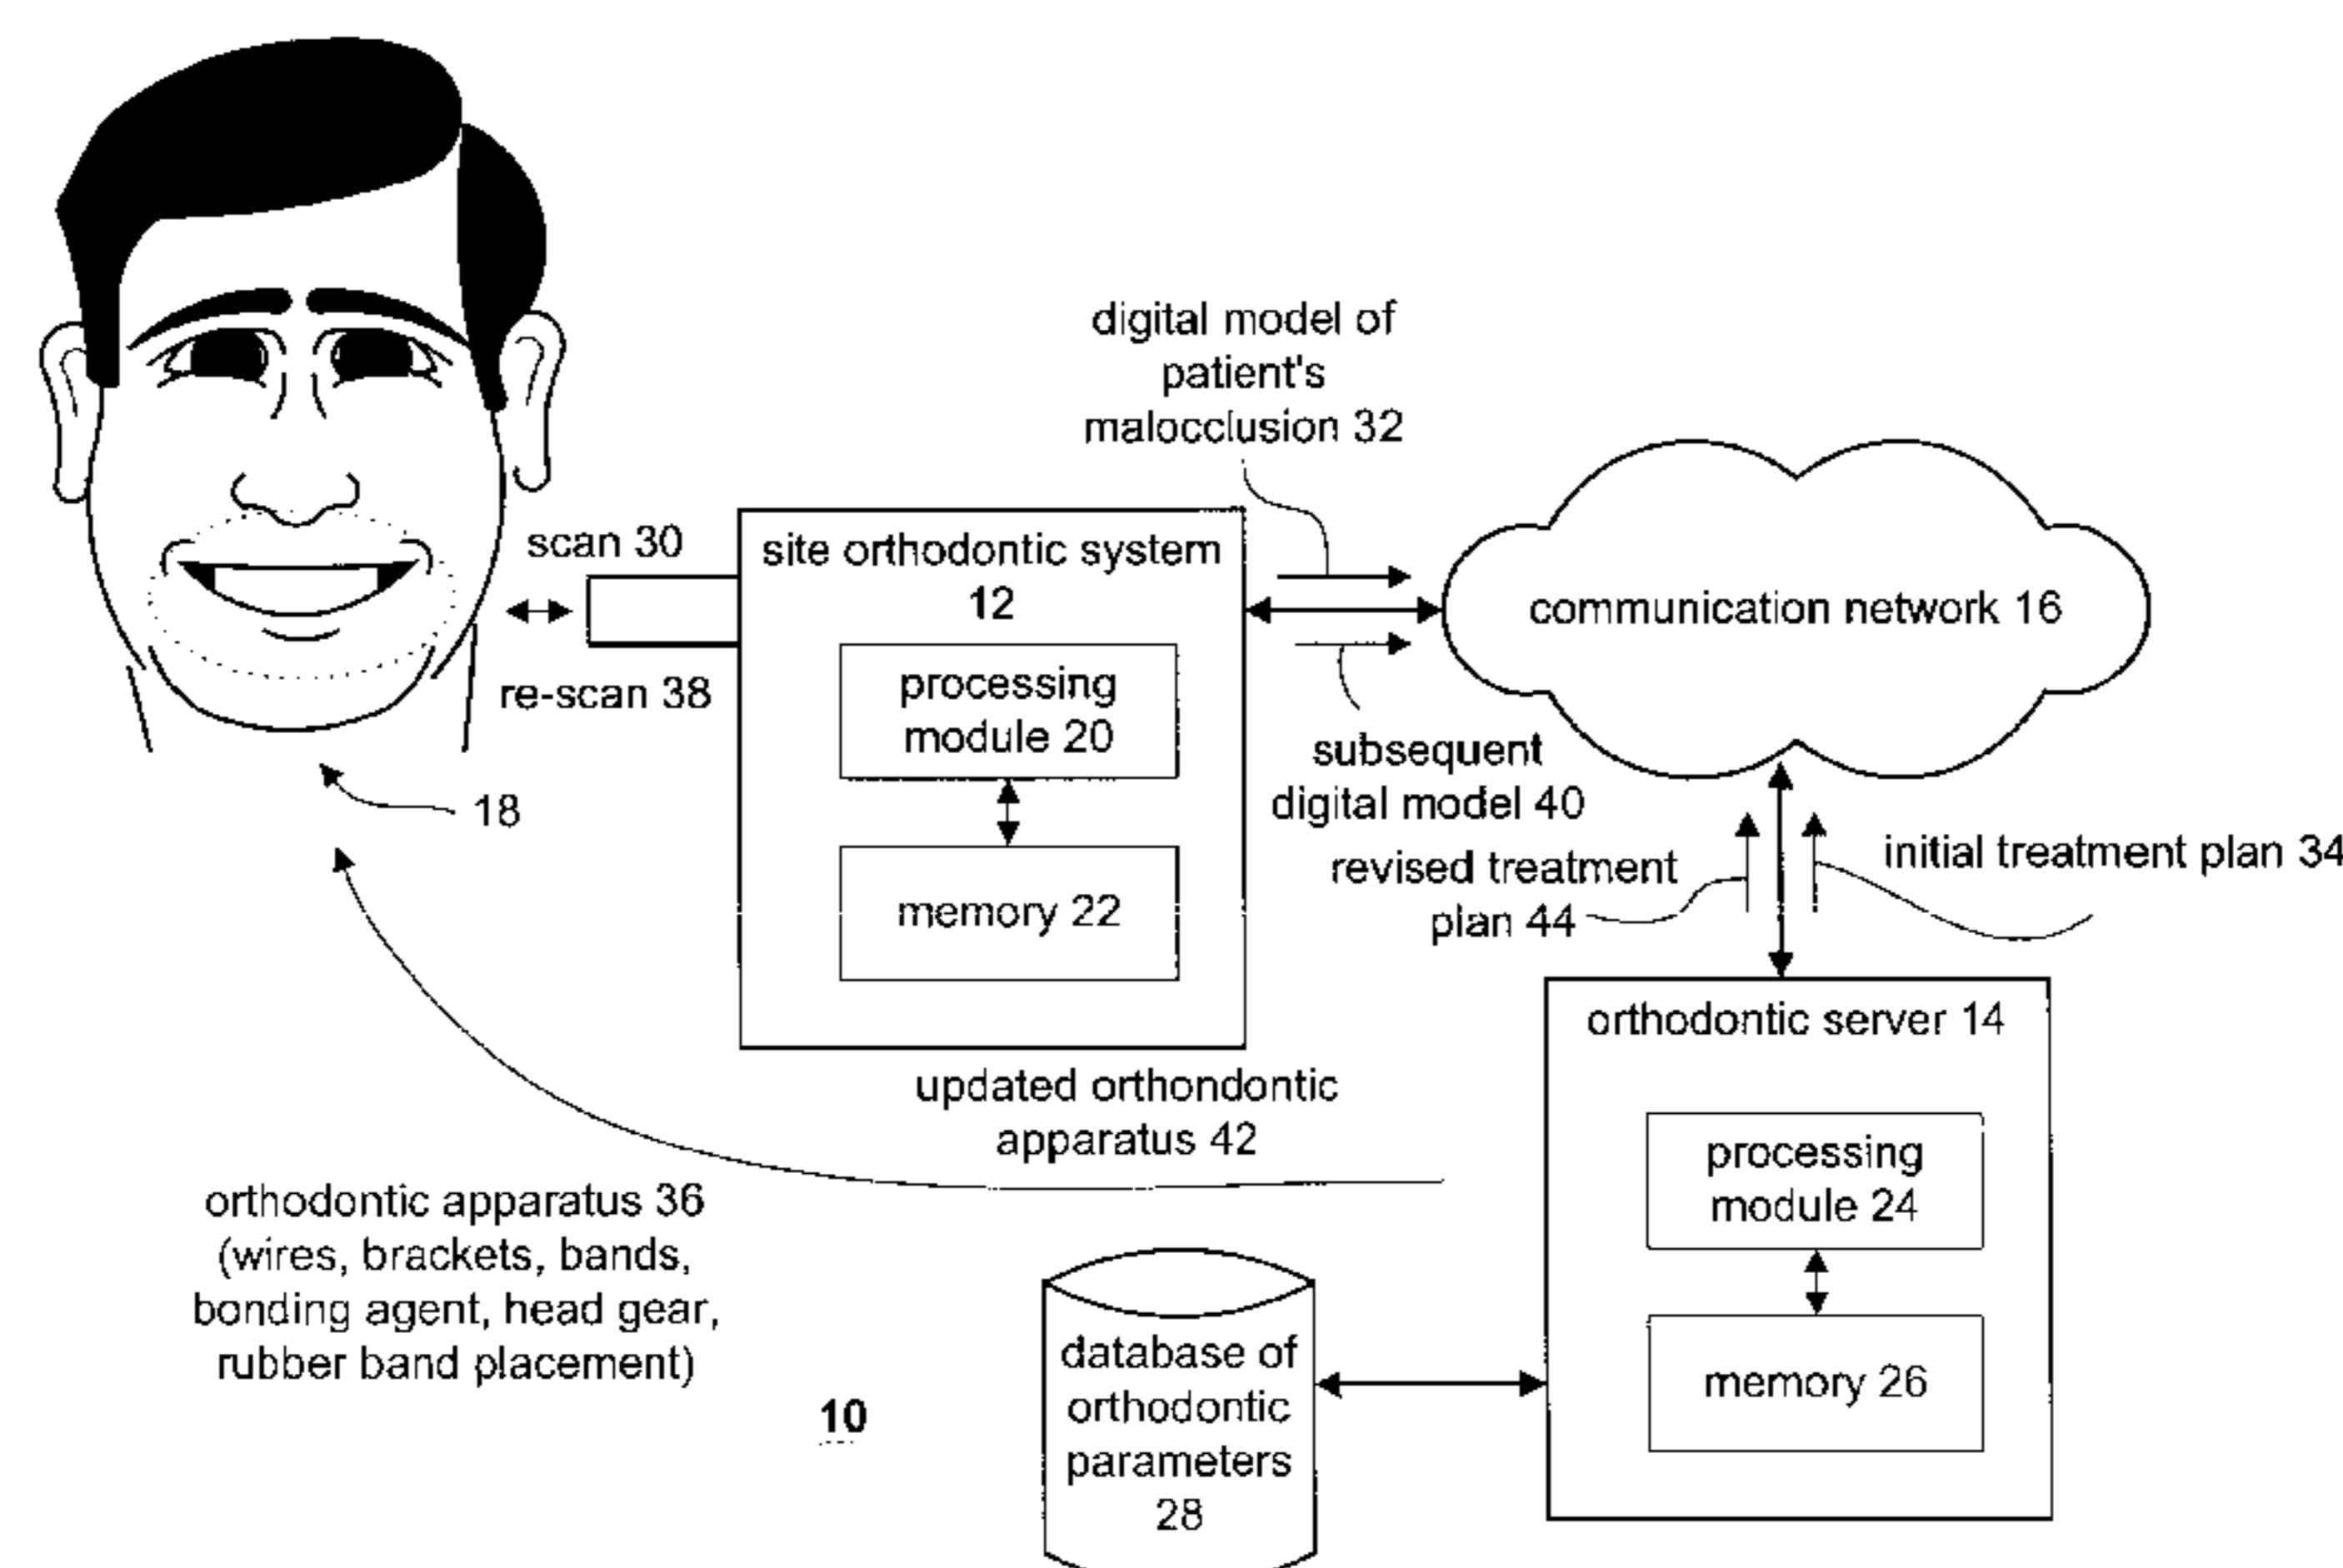 digital model of
patient's
malocclusion 32
scan 30
re-scan 38
18
site orthodontic system
12
processing
module 20
memory 22
communication network 16
subsequent
digital model 40
revised treatment
plan 44
initial treatment plan 34
orthodontic server 14
processing
module 24
memory 26
updated orthondontic
apparatus 42
orthodontic apparatus 36
(wires, brackets, bands,
bonding agent, head gear,
rubber band placement)
10
database of
orthodontic
parameters
28